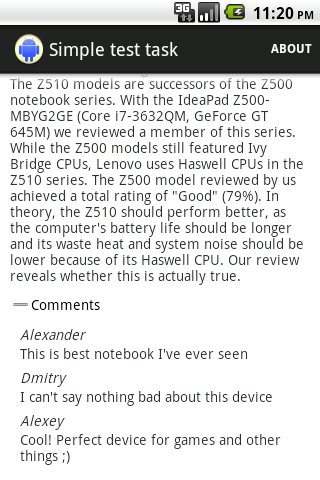 3G 11:20 PM
Simple test task ABOUT
The Z510 models are successors of the Z500
notebook series. With the IdeaPad Z500-
MBYG2GE (Core i7-3632QM, GeForce GT
645M) we reviewed a member of this series.
While the Z500 models still featured Ivy
Bridge CPUs, Lenovo uses Haswell CPUs in the
Z510 series. The Z500 model reviewed by us
achieved a total rating of "Good" (79%). In
theory, the Z510 should perform better, as
the computer's battery life should be longer
and its waste heat and system noise should be
lower because of its Haswell CPU. Our review
reveals whether this is actually true.
Comments
Alexander
This is best notebook I've ever seen
Dmitry
I can't say nothing bad about this device
Alexey
Cool! Perfect device for games and other
things ;)